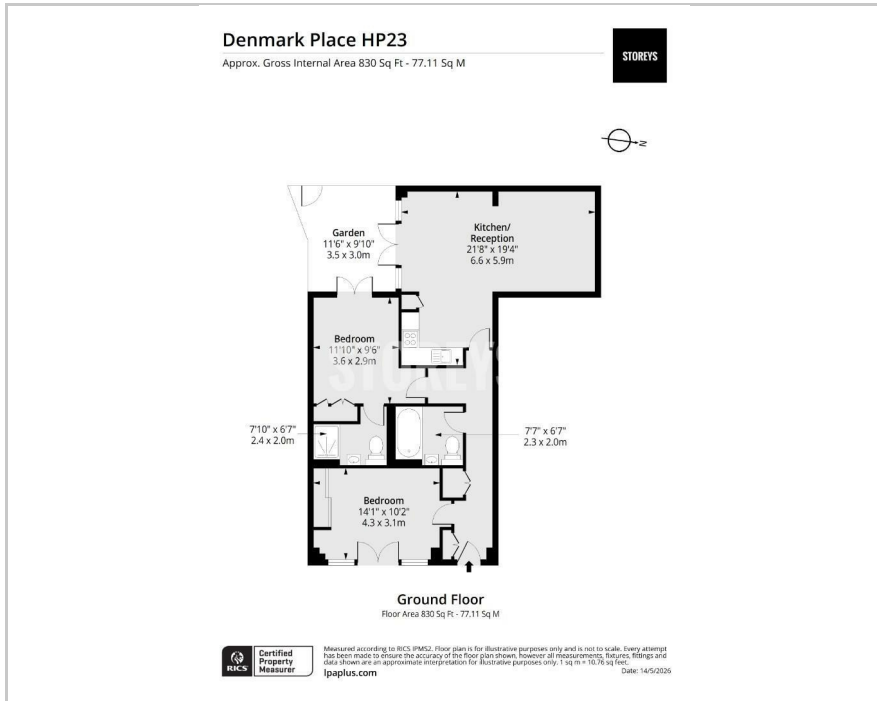 Denmark Place HP23
Approx. Gross Internal Area 830 Sq Ft - 77.11 Sq M
STOREYS
N
Garden
11'6" x 9'10"
3.5 x 3.0m
Kitchen/
Reception
21'8" x 19'4"
6.6 x 5.9m
Bedroom
11'10" x 9'6"
3.6 x 2.9m
STOREYS
7'10" x 6'7"
2.4 x 2.0m
7'7" x 6'7"
2.3 x 2.0m
Bedroom
14'1" x 10'2"
4.3 x 3.1m
Ground Floor
Floor Area 830 Sq Ft - 77.11 Sq M
RICS
Certified
Property
Measurer
Measured according to RICS IPMS2. Floor plan is for illustrative purposes only and is not to scale. Every attempt
has been made to ensure the accuracy of the floor plan shown, however all measurements, fixtures, fittings and
data shown are an approximate interpretation for illustrative purposes only. 1 sq m = 10.76 sq feet.
lpaplus.com
Date: 14/5/2026